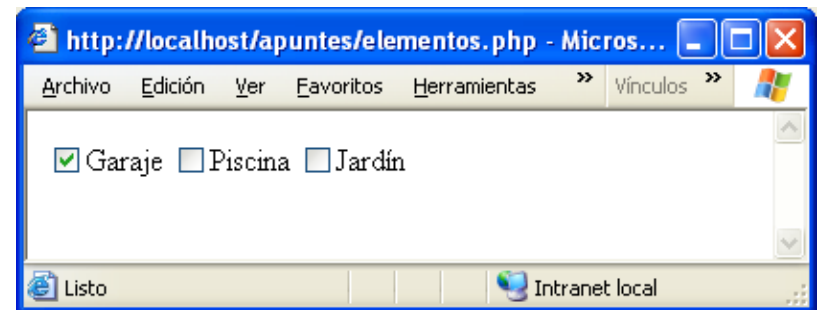 http://localhost/apuntes/elementos.php - Micros...
Archivo Edición Ver Favoritos Herramientas » Vínculos »
Garaje Piscina Jardín
Listo Intranet local